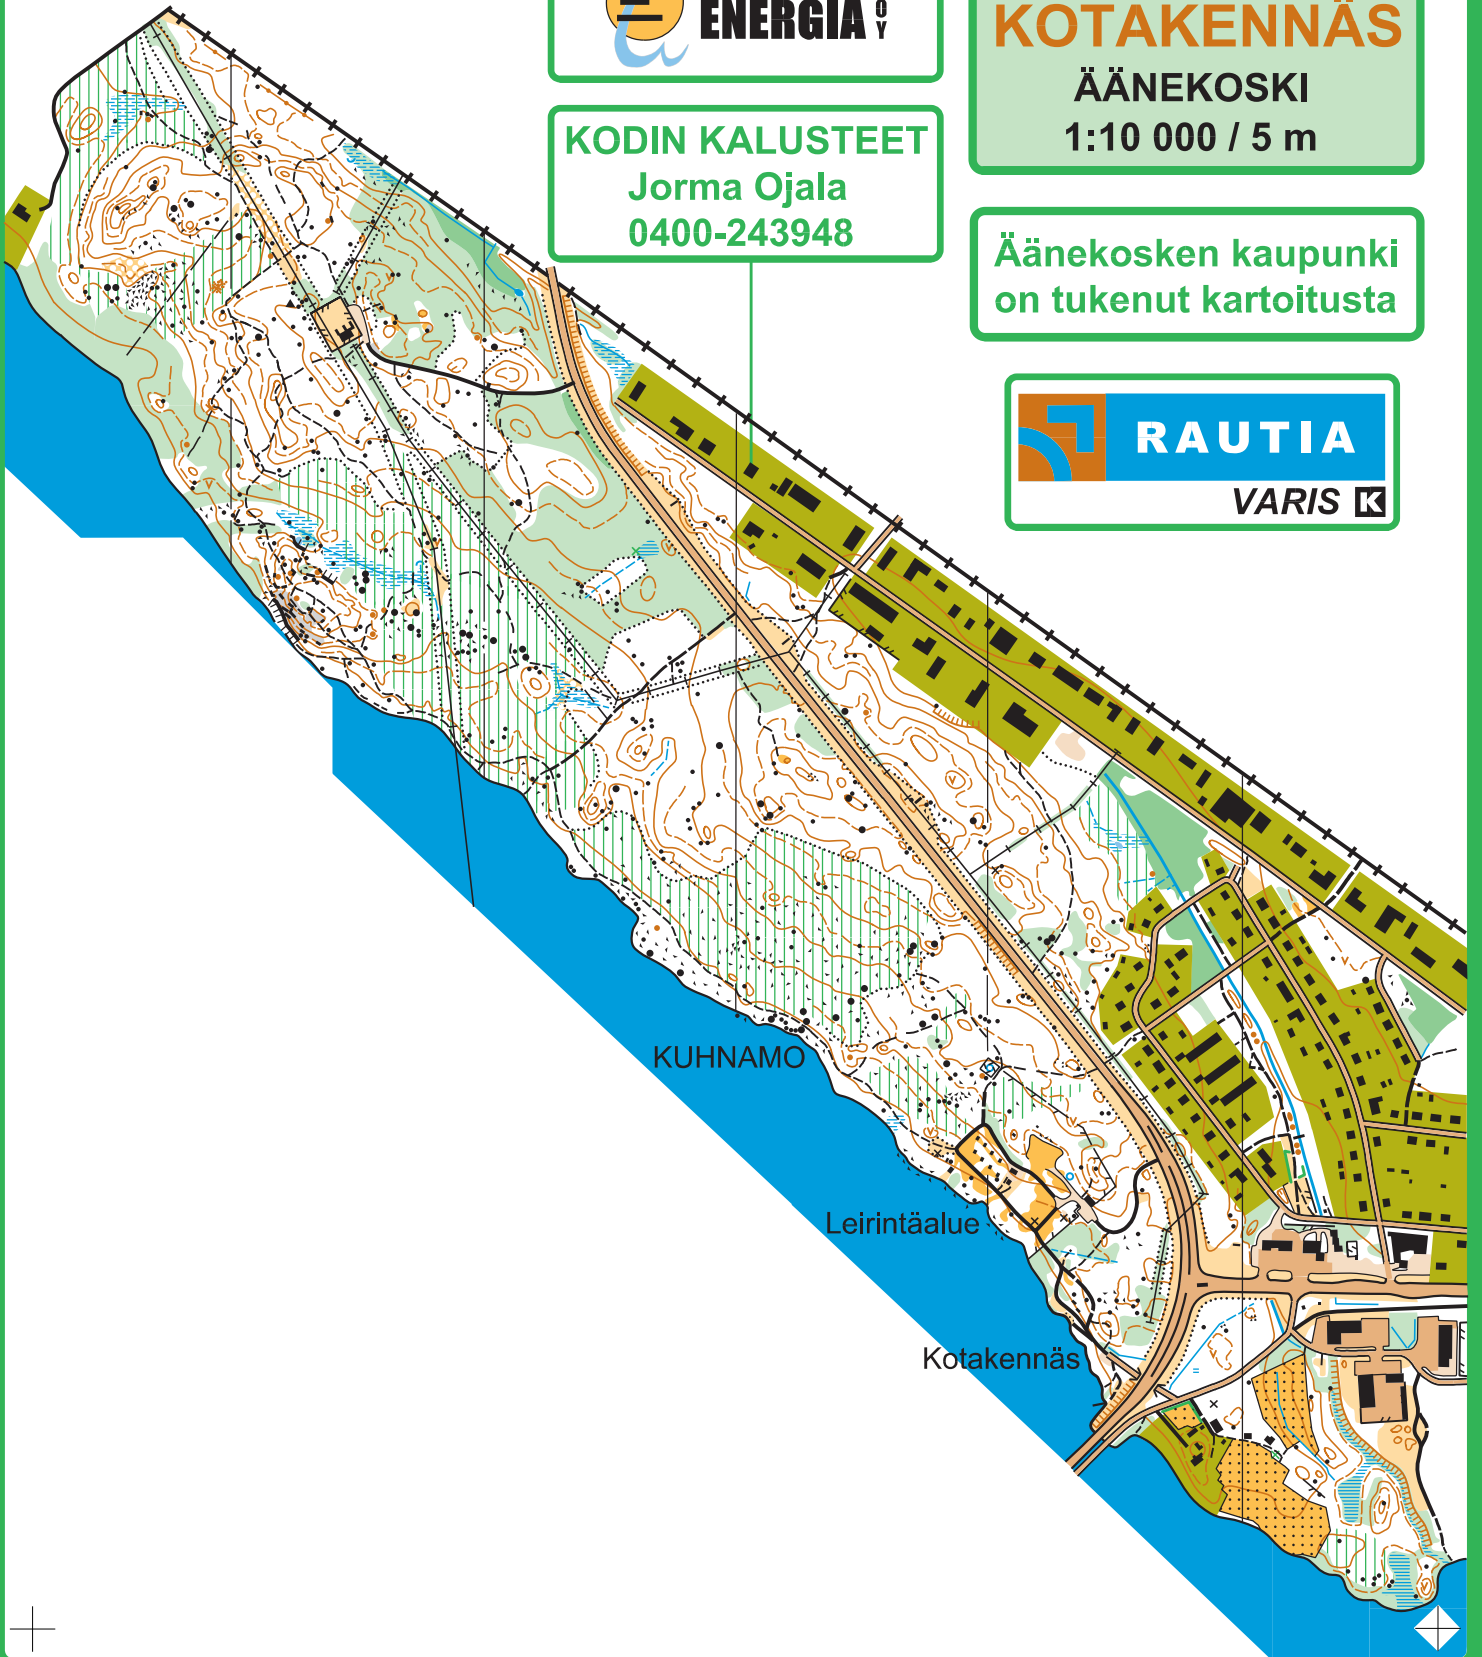 ENERGIA OY
KOTAKENNÄS
ÄÄNEKOSKI
1:10 000 / 5 m
KODIN KALUSTEET
Jorma Ojala
0400-243948
Äänekosken kaupunki
on tukenut kartoitusta
RAUTIA
VARIS K
KUHNAMO
Leirintäalue
Kotakennäs
S